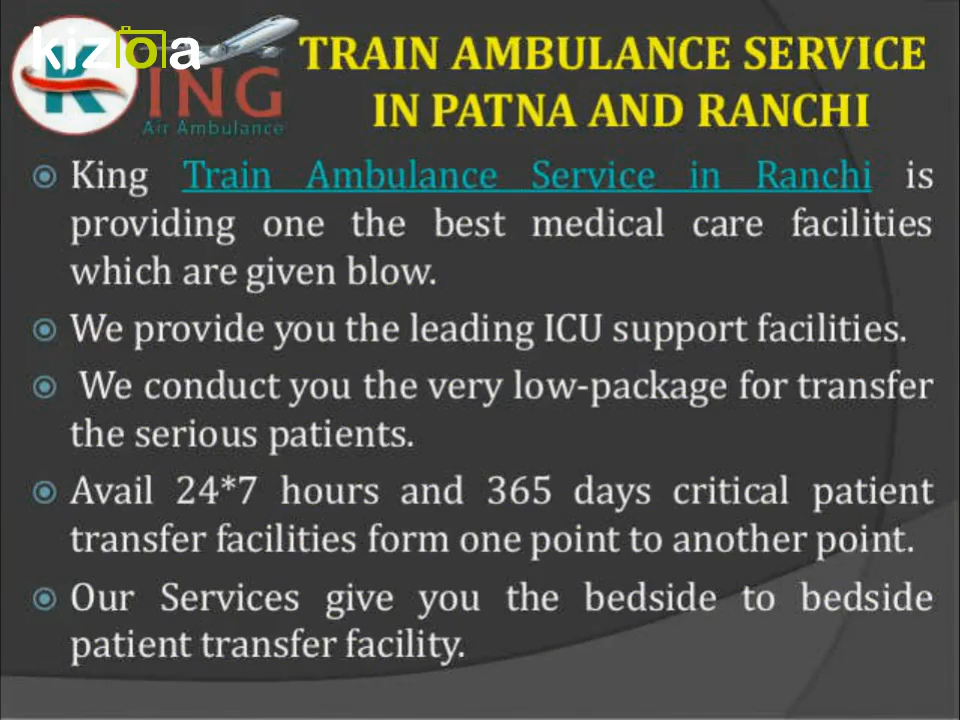 kizoa
KING
Air Ambulance
TRAIN AMBULANCE SERVICE
IN PATNA AND RANCHI
King Train Ambulance Service in Ranchi is
providing one the best medical care facilities
which are given blow.
We provide you the leading ICU support facilities.
We conduct you the very low-package for transfer
the serious patients.
Avail 24*7 hours and 365 days critical patient
transfer facilities form one point to another point.
Our Services give you the bedside to bedside
patient transfer facility.